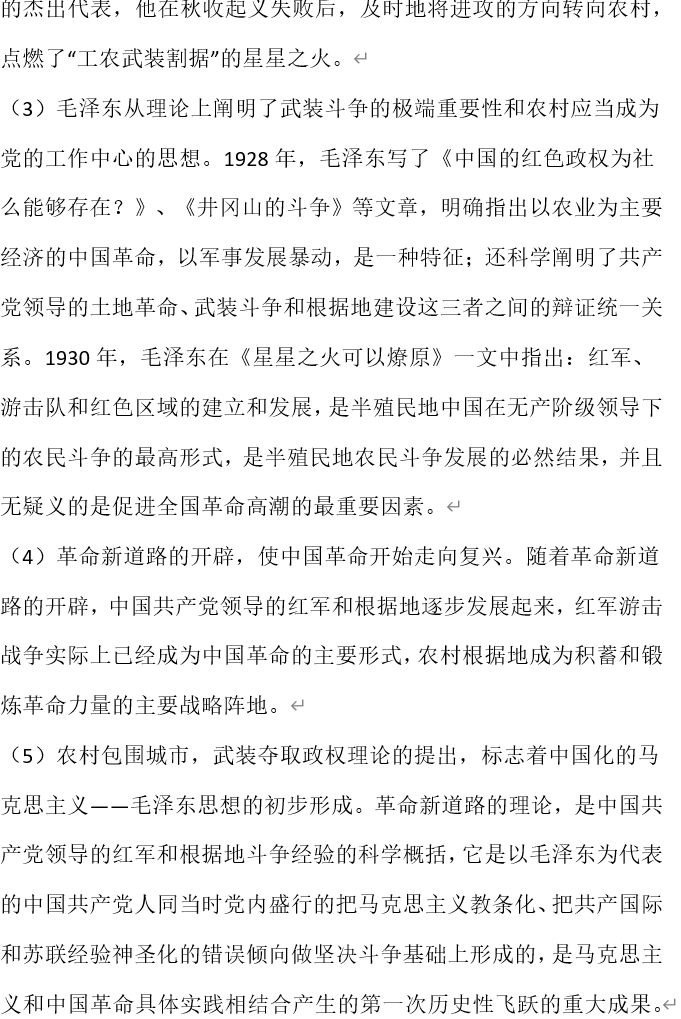 的杰出代表，他在秋收起义失败后，及时地将进攻的方向转向农村，
点燃了“工农武装割据”的星星之火。
（3）毛泽东从理论上阐明了武装斗争的极端重要性和农村应当成为
党的工作中心的思想。1928 年，毛泽东写了《中国的红色政权为社
么能够存在？》、《井冈山的斗争》等文章，明确指出以农业为主要
经济的中国革命，以军事发展暴动，是一种特征；还科学阐明了共产
党领导的土地革命、武装斗争和根据地建设这三者之间的辩证统一关
系。1930 年，毛泽东在《星星之火可以燎原》一文中指出：红军、
游击队和红色区域的建立和发展，是半殖民地中国在无产阶级领导下
的农民斗争的最高形式，是半殖民地农民斗争发展的必然结果，并且
无疑义的是促进全国革命高潮的最重要因素。
（4）革命新道路的开辟，使中国革命开始走向复兴。随着革命新道
路的开辟，中国共产党领导的红军和根据地逐步发展起来，红军游击
战争实际上已经成为中国革命的主要形式，农村根据地成为积蓄和锻
炼革命力量的主要战略阵地。
（5）农村包围城市，武装夺取政权理论的提出，标志着中国化的马
克思主义——毛泽东思想的初步形成。革命新道路的理论，是中国共
产党领导的红军和根据地斗争经验的科学概括，它是以毛泽东为代表
的中国共产党人同当时党内盛行的把马克思主义教条化、把共产国际
和苏联经验神圣化的错误倾向做坚决斗争基础上形成的，是马克思主
义和中国革命具体实践相结合产生的第一次历史性飞跃的重大成果。